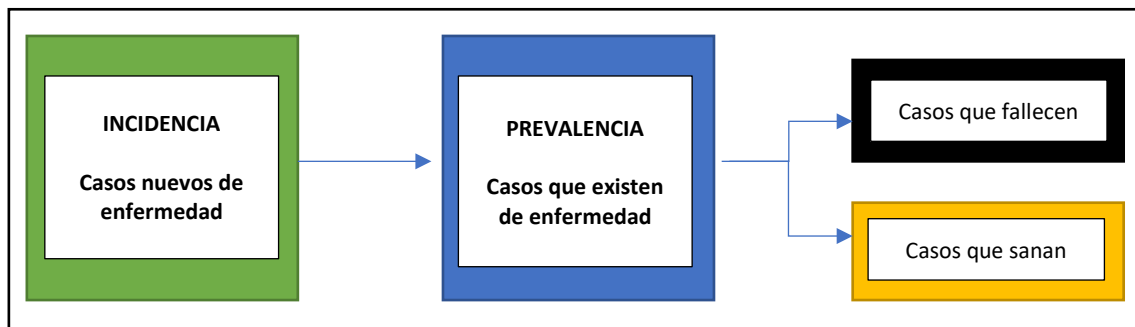 INCIDENCIA
Casos nuevos de
enfermedad
PREVALENCIA
Casos que existen
de enfermedad
Casos que fallecen
Casos que sanan